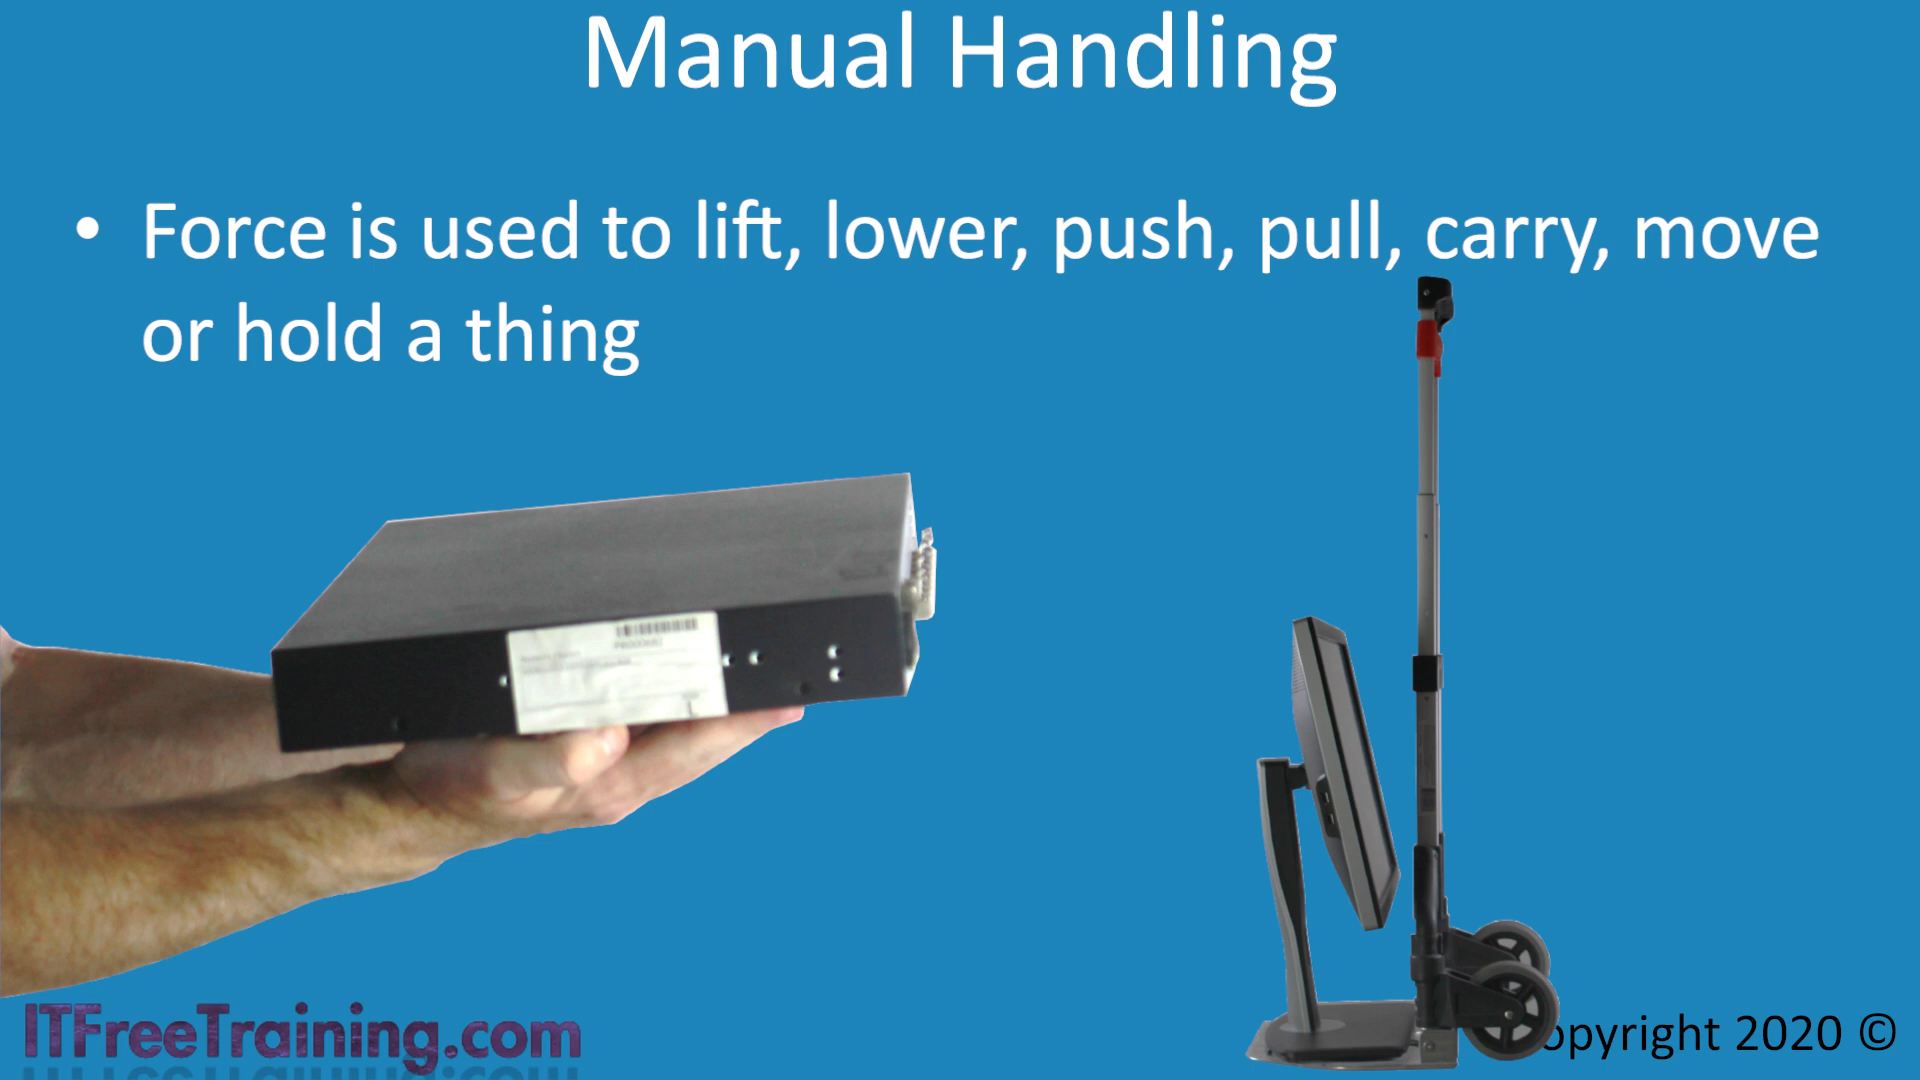 Manual Handling
• Force is used to lift, lower, push, pull, carry, move
or hold a thing
ITFreeTraining.com
opyright 2020 ©